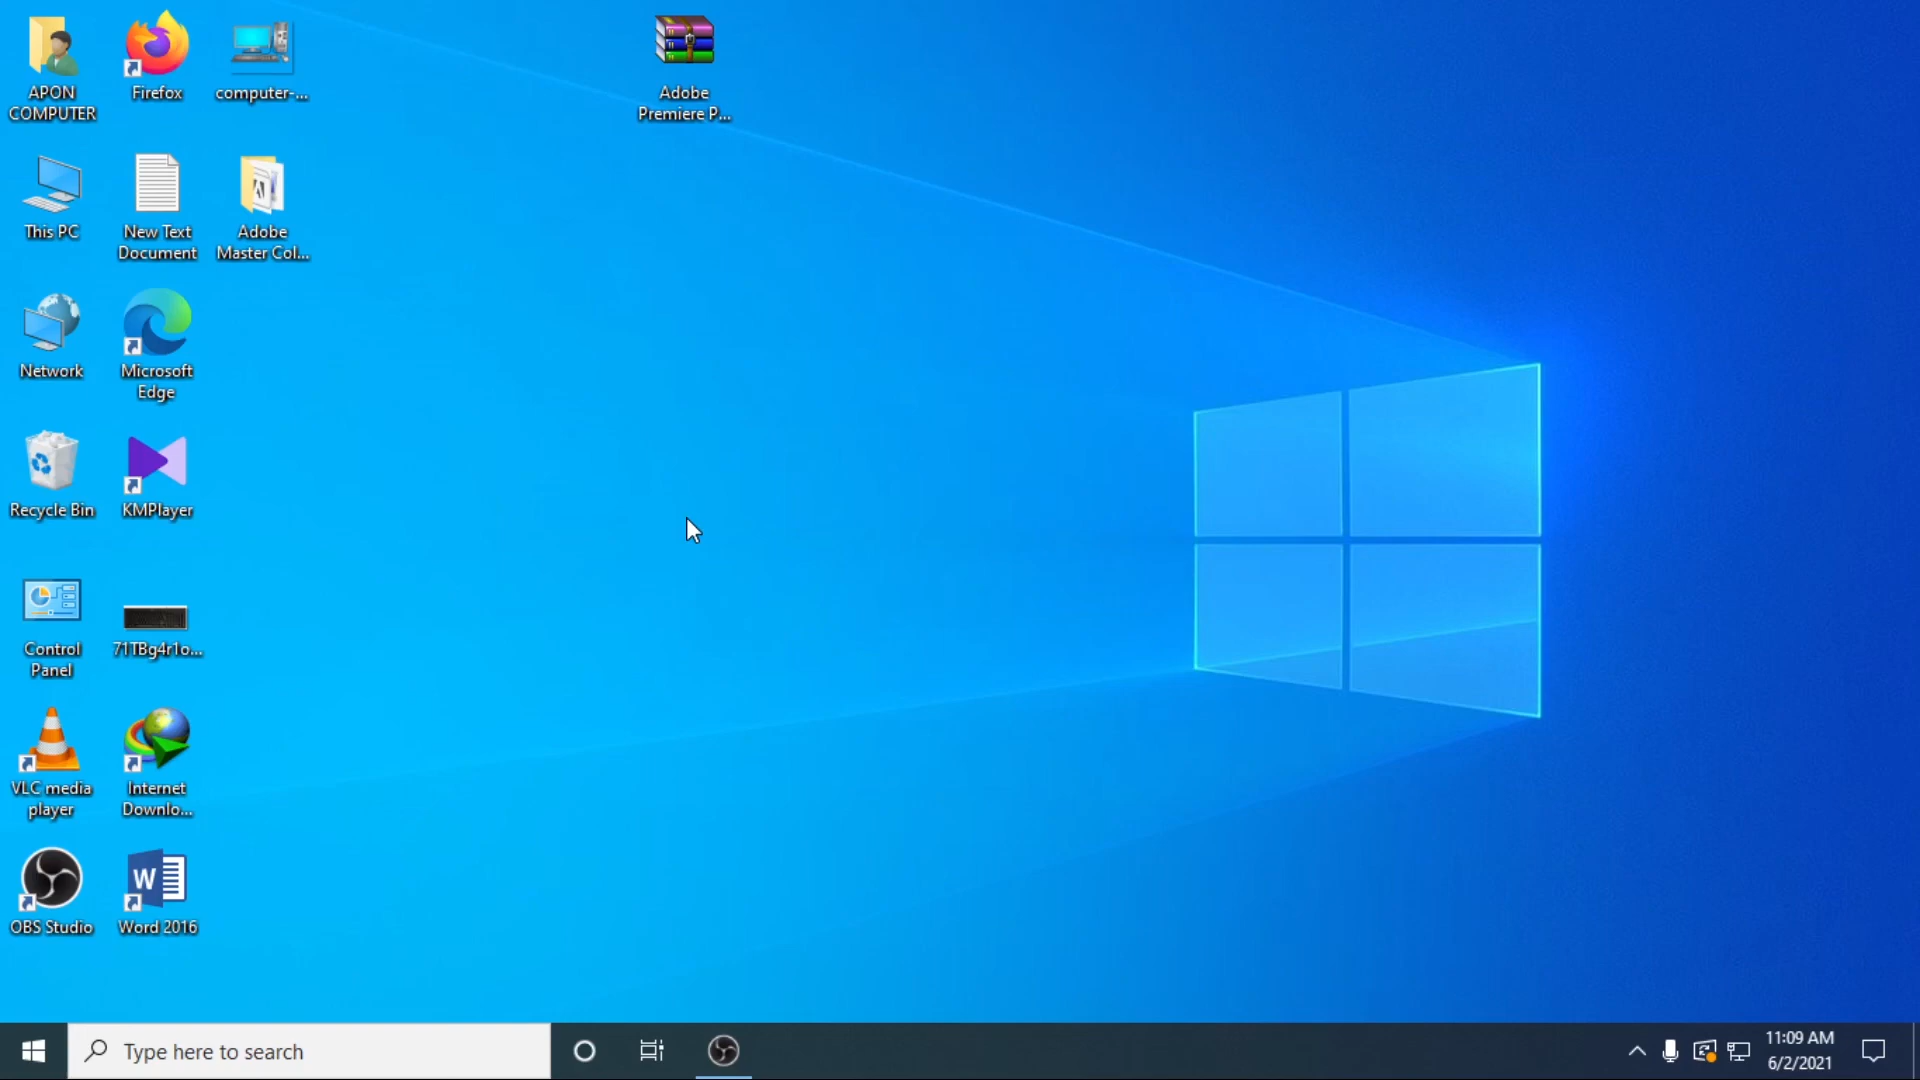 APON
COMPUTER
Firefox
computer-...
Adobe
Premiere P...
This PC
New Text
Document
Adobe
Master Col...
Network
Microsoft
Edge
Recycle Bin
KMPlayer
Control
Panel
71TBg4r1o...
VLC media
player
Internet
Downlo...
OBS Studio
W
Word 2016
Type here to search
11:09 AM
6/2/2021